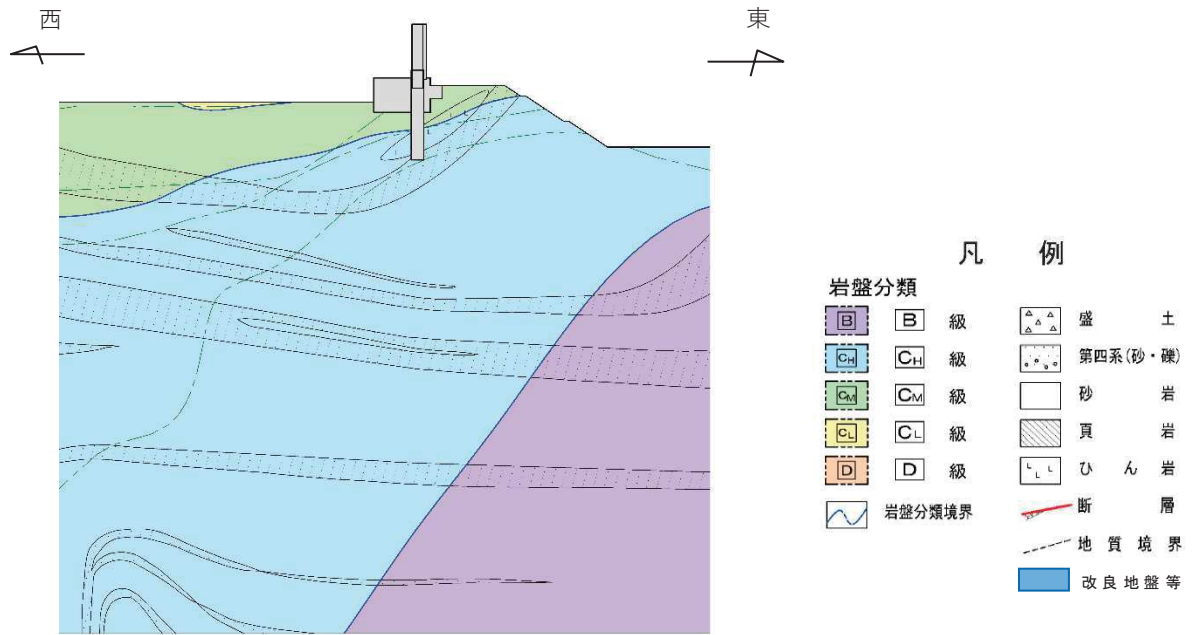 西
東
凡 例
岩盤分類
B B 級
CH CH 級
CM CM 級
CL CL 級
D D 級
岩盤分類境界
盛 土
第四系(砂・礫)
砂 岩
頁 岩
ひ ん 岩
断 層
地 質 境 界
改 良 地 盤 等